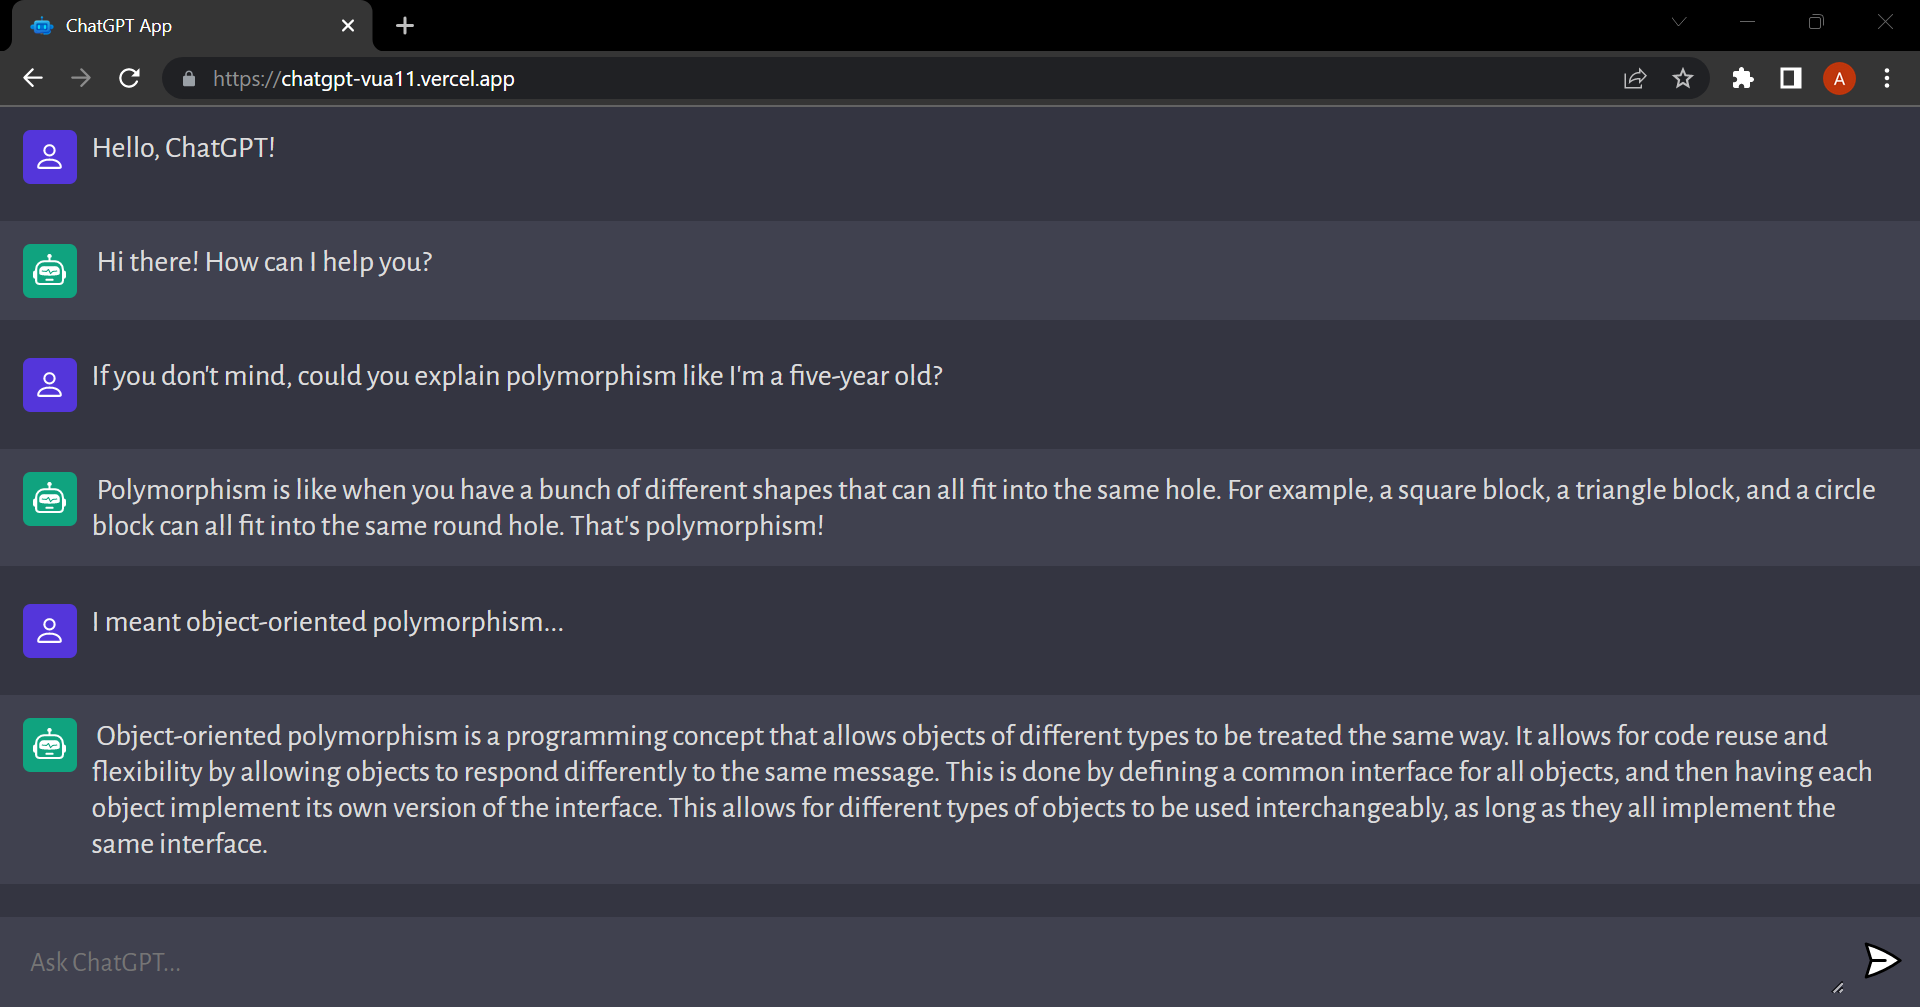 ChatGPT App
https://chatgpt-vua11.vercel.app
A
Hello, ChatGPT!
Hi there! How can I help you?
If you don't mind, could you explain polymorphism like I'm a five-year old?
Polymorphism is like when you have a bunch of different shapes that can all fit into the same hole. For example, a square block, a triangle block, and a circle
block can all fit into the same round hole. That's polymorphism!
I meant object-oriented polymorphism...
Object-oriented polymorphism is a programming concept that allows objects of different types to be treated the same way. It allows for code reuse and
flexibility by allowing objects to respond differently to the same message. This is done by defining a common interface for all objects, and then having each
object implement its own version of the interface. This allows for different types of objects to be used interchangeably, as long as they all implement the
same interface.
Ask ChatGPT...